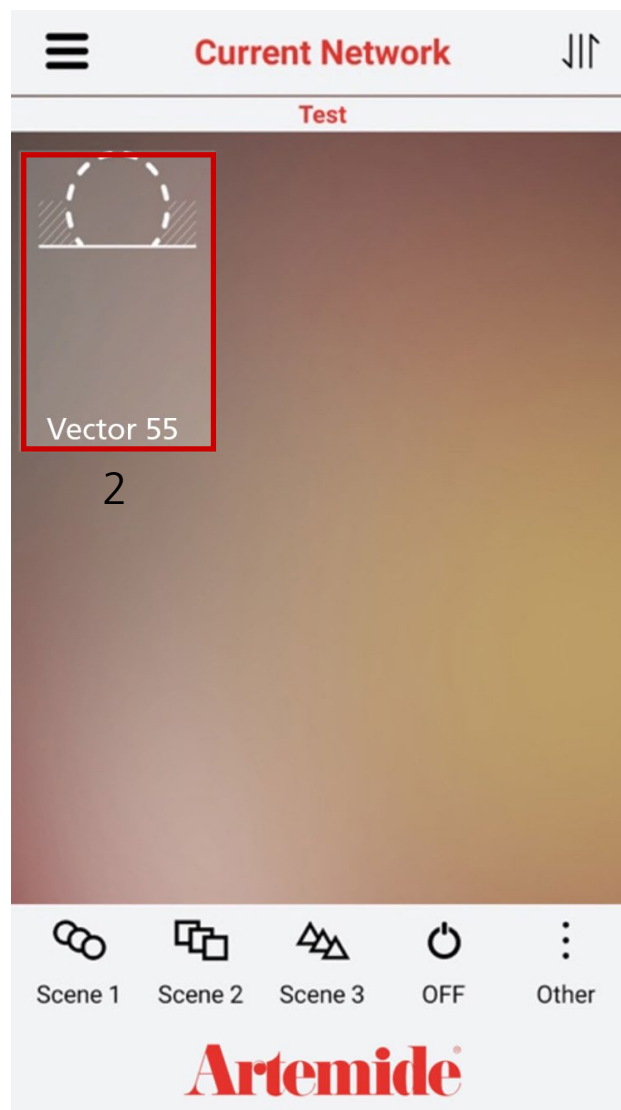 Current Network
Test
Vector 55
2
Scene 1
Scene 2
Scene 3
OFF
Other
Artemide